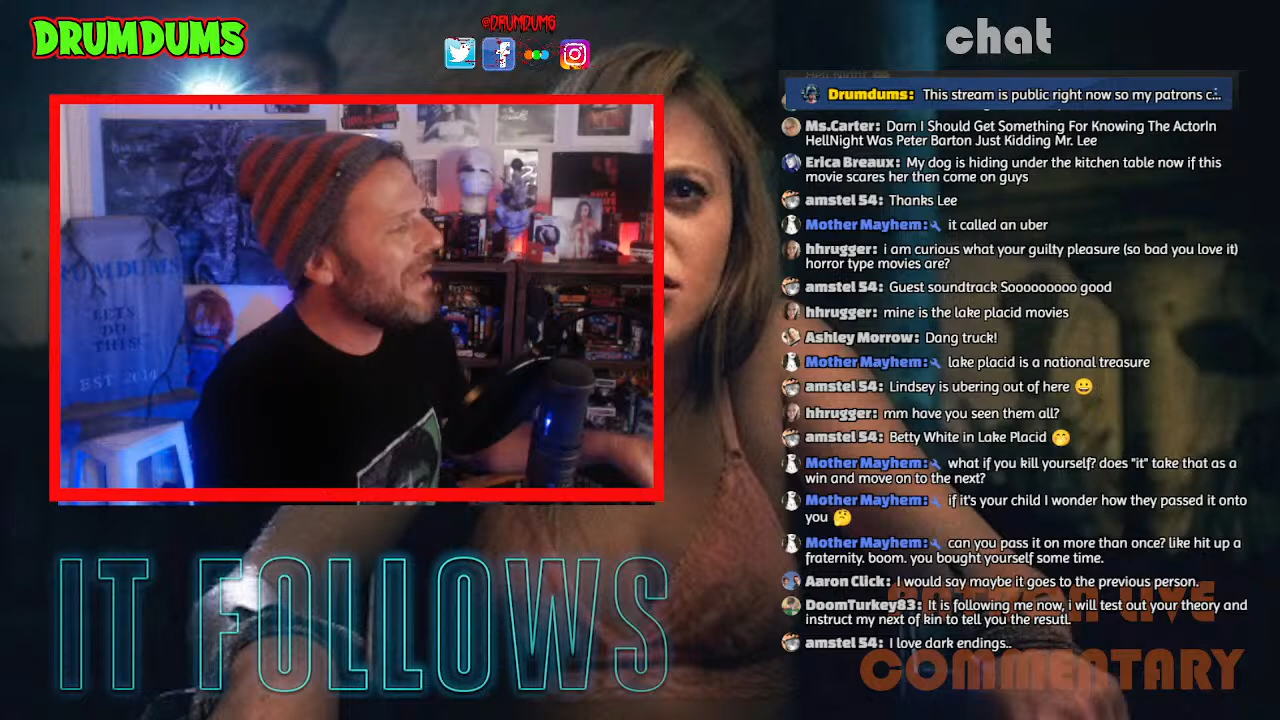 DRUMDUMS
@DRUMDUMS
chat
Drumdums: This stream is public right now so my patrons c...
Ms.Carter: Darn I Should Get Something For Knowing The ActorIn
HellNight Was Peter Barton Just Kidding Mr. Lee
Erica Breaux: My dog is hiding under the kitchen table now if this
movie scares her then come on guys
amstel 54: Thanks Lee
Mother Mayhem: it called an uber
hhrugger: i am curious what your guilty pleasure (so bad you love it)
horror type movies are?
amstel 54: Guest soundtrack Sooooooooo good
hhrugger: mine is the lake placid movies
Ashley Morrow: Dang truck!
Mother Mayhem: lake placid is a national treasure
amstel 54: Lindsey is ubering out of here 😀
hhrugger: mm have you seen them all?
amstel 54: Betty White in Lake Placid 🤭
Mother Mayhem: what if you kill yourself? does "it" take that as a
win and move on to the next?
Mother Mayhem: if it's your child I wonder how they passed it onto
you 🤔
Mother Mayhem: can you pass it on more than once? like hit up a
fraternity. boom. you bought yourself some time.
Aaron Click: I would say maybe it goes to the previous person.
DoomTurkey83: It is following me now, i will test out your theory and
instruct my next of kin to tell you the resutl.
amstel 54: I love dark endings..
DRUMDUMS
LETS
DO
THIS
EST 2014
IT FOLLOWS
PATREON LIVE
COMMENTARY